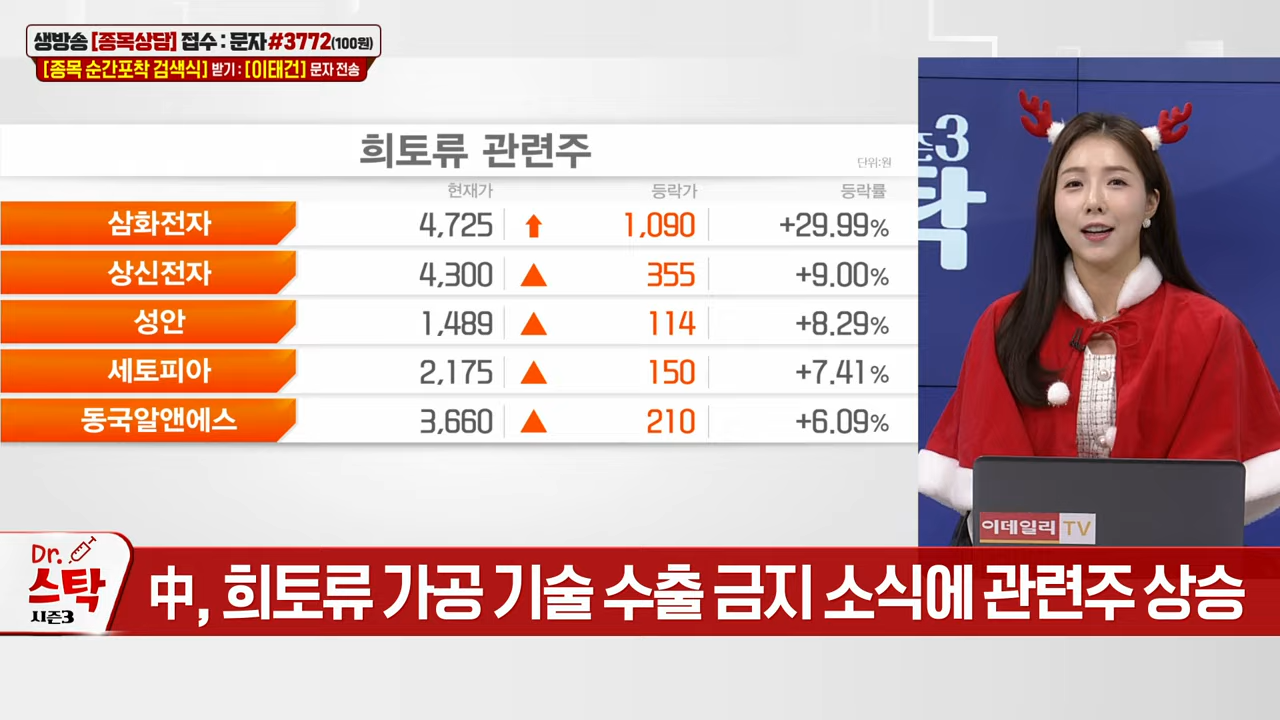 생방송 [종목상담] 접수 : 문자#3772(100원)
[종목 순간포착 검색식] 받기 : [이태건] 문자 전송
희토류 관련주
단위:원
현재가 등락가 등락률
삼화전자 4,725 1,090 +29.99%
상신전자 4,300 ▲ 355 +9.00%
성안 1,489 ▲ 114 +8.29%
세토피아 2,175 ▲ 150 +7.41%
동국알앤에스 3,660 ▲ 210 +6.09%
3
탁
이데일리 TV
Dr.
스탁
시즌3
中, 희토류 가공 기술 수출 금지 소식에 관련주 상승